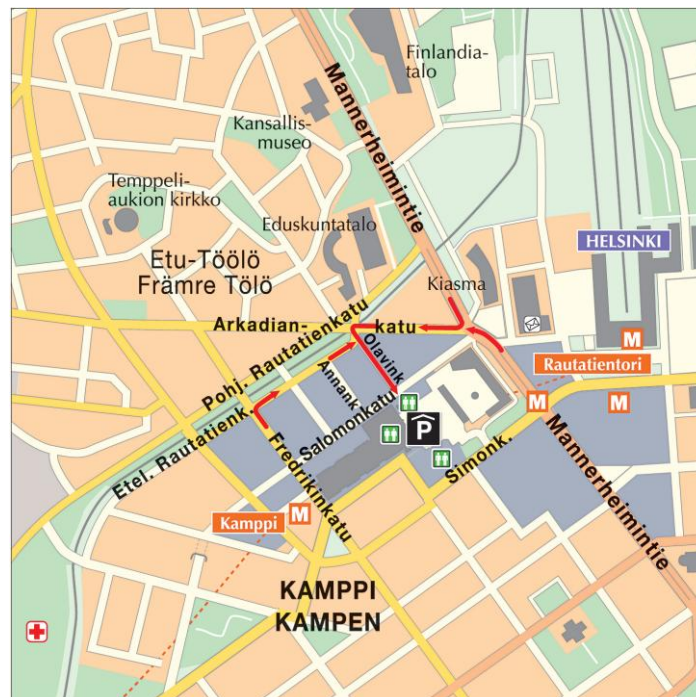 Finlandia-
talo
Mannerheimintie
Kansallis-
museo
Temppeli-
aukion kirkko
Eduskuntatalo
HELSINKI
Etu-Töölö
Främre Tölö
Kiasma
Arkadian-
katu
M
Rautatientori
Pohj. Rautatienkatu
Olavink.
Annank.
M
M
Etel. Rautatienk.
Salomonkatu
P
Fredrikinkatu
Simonk.
Mannerheimintie
Kamppi
M
KAMPPI
KAMPEN